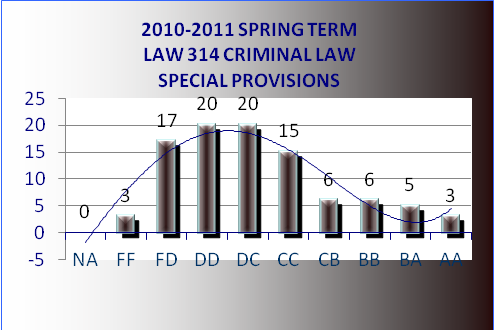 2010-2011 SPRING TERM
LAW 314 CRIMINAL LAW
SPECIAL PROVISIONS
25
20
15
10
5
0
-5
0 3 17 20 20 15 6 6 5 3
NA FF FD DD DC CC CB BB BA AA